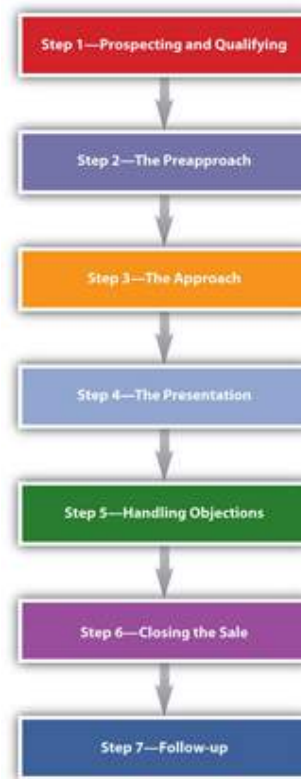 Step 1—Prospecting and Qualifying
Step 2—The Preapproach
Step 3—The Approach
Step 4—The Presentation
Step 5—Handling Objections
Step 6—Closing the Sale
Step 7—Follow-up